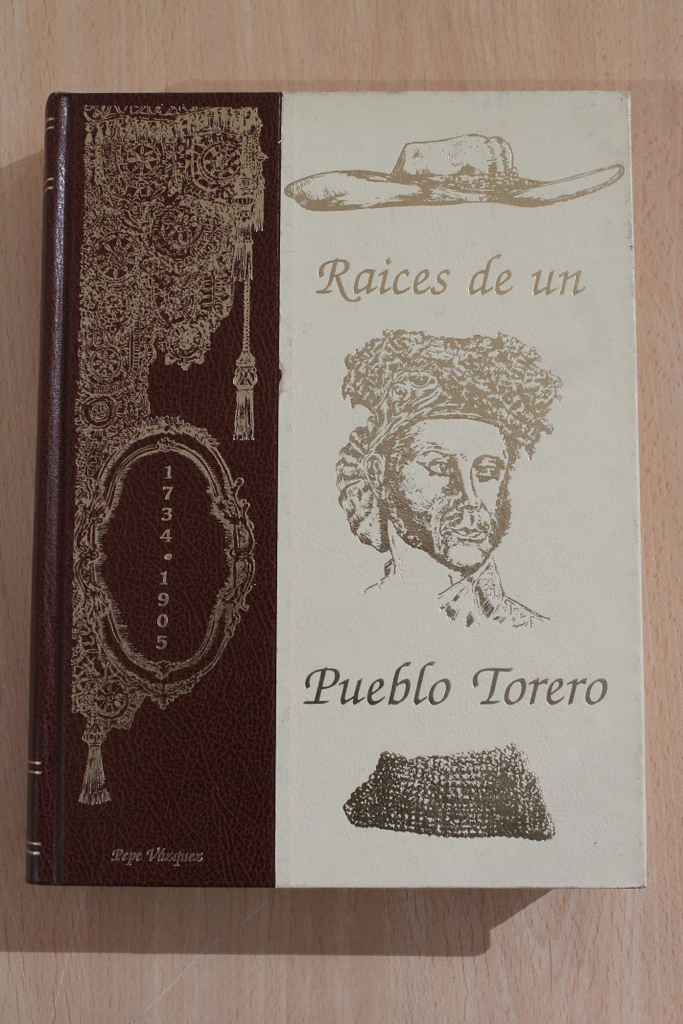 Raices de un
Pueblo Torero
1734•1905
Pepe Vázquez